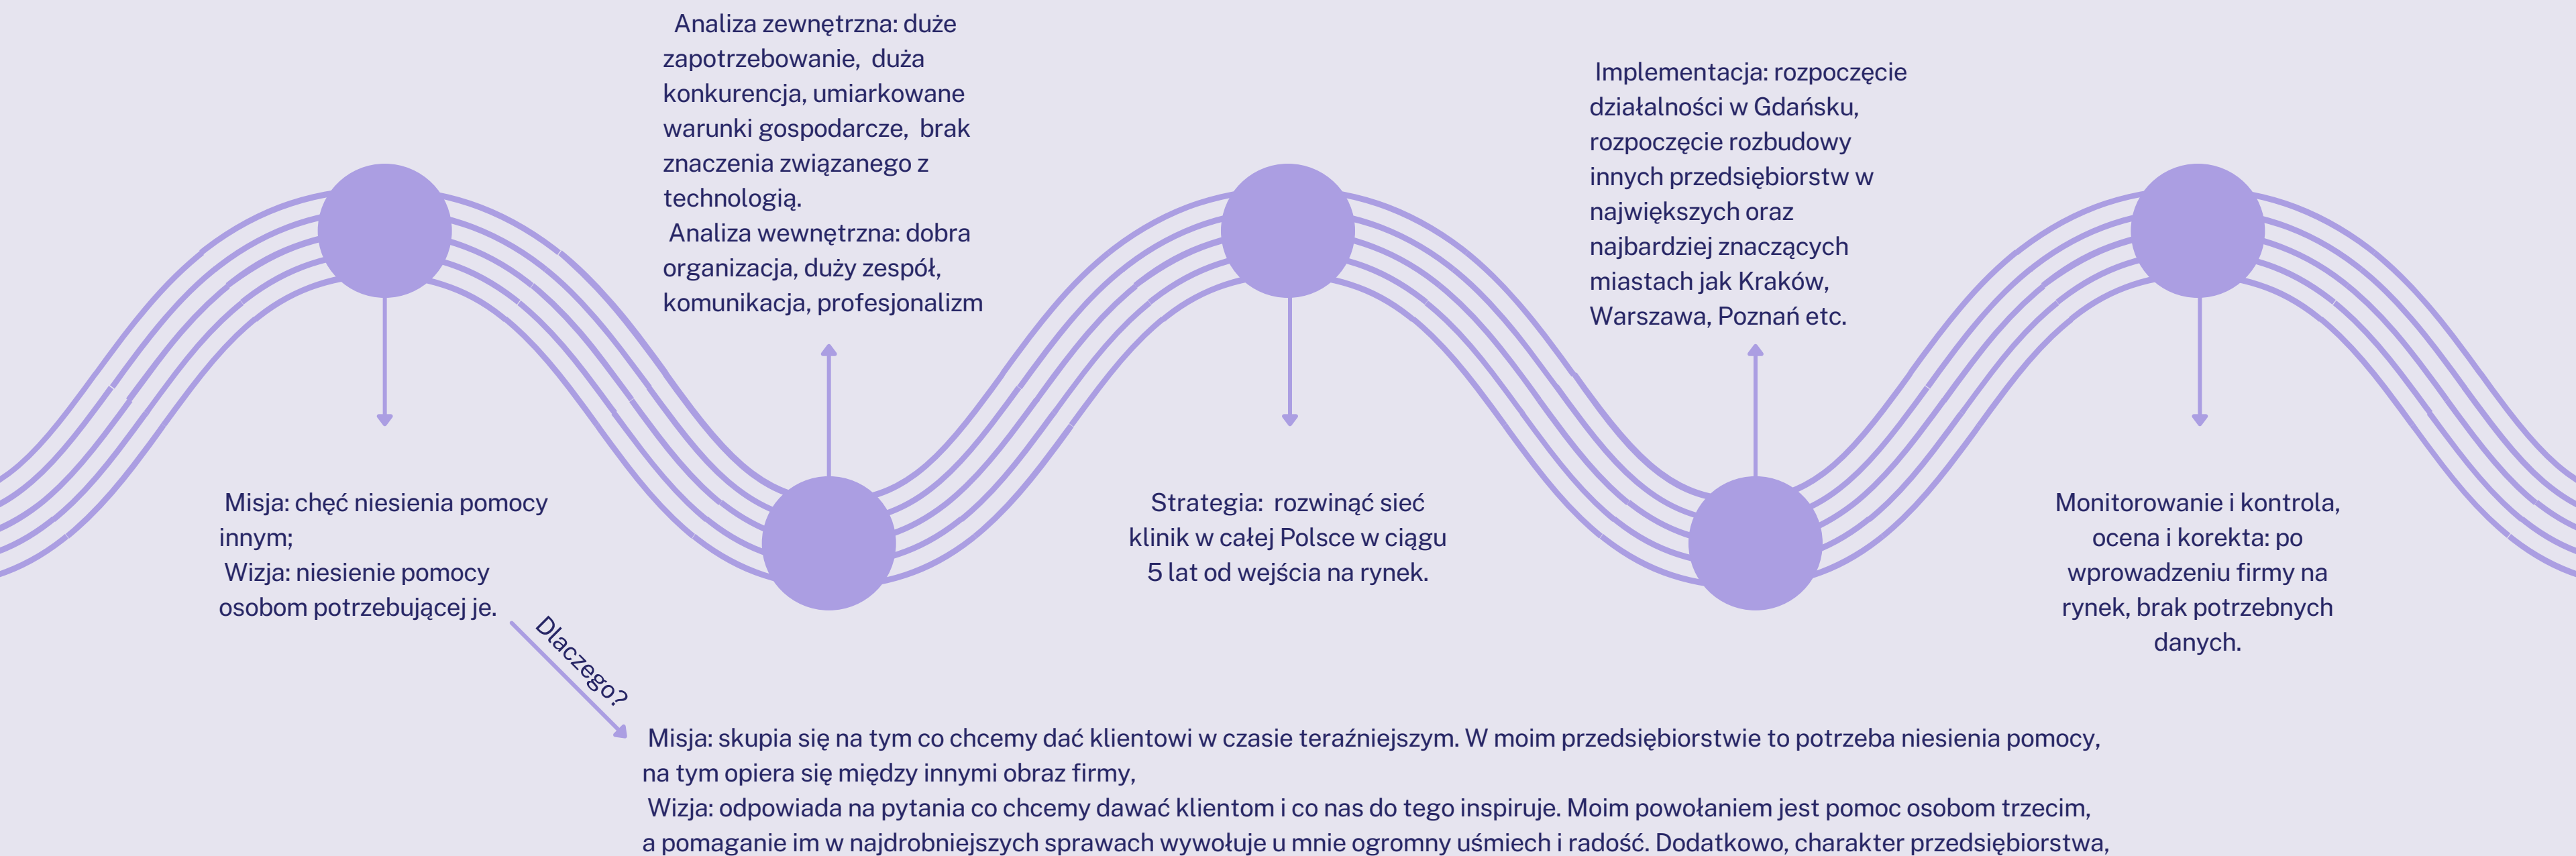 Misja: chęć niesienia pomocy
innym;
Wizja: niesienie pomocy
osobom potrzebującej je.
Dlaczego?
Analiza zewnętrzna: duże
zapotrzebowanie, duża
konkurencja, umiarkowane
warunki gospodarcze, brak
znaczenia związanego z
technologią.
Analiza wewnętrzna: dobra
organizacja, duży zespół,
komunikacja, profesjonalizm
Strategia: rozwinąć sieć
klinik w całej Polsce w ciągu
5 lat od wejścia na rynek.
Implementacja: rozpoczęcie
działalności w Gdańsku,
rozpoczęcie rozbudowy
innych przedsiębiorstw w
największych oraz
najbardziej znaczących
miastach jak Kraków,
Warszawa, Poznań etc.
Monitorowanie i kontrola,
ocena i korekta: po
wprowadzeniu firmy na
rynek, brak potrzebnych
danych.
Misja: skupia się na tym co chcemy dać klientowi w czasie teraźniejszym. W moim przedsiębiorstwie to potrzeba niesienia pomocy,
na tym opiera się między innymi obraz firmy,
Wizja: odpowiada na pytania co chcemy dawać klientom i co nas do tego inspiruje. Moim powołaniem jest pomoc osobom trzecim,
a pomaganie im w najdrobniejszych sprawach wywołuje u mnie ogromny uśmiech i radość. Dodatkowo, charakter przedsiębiorstwa,